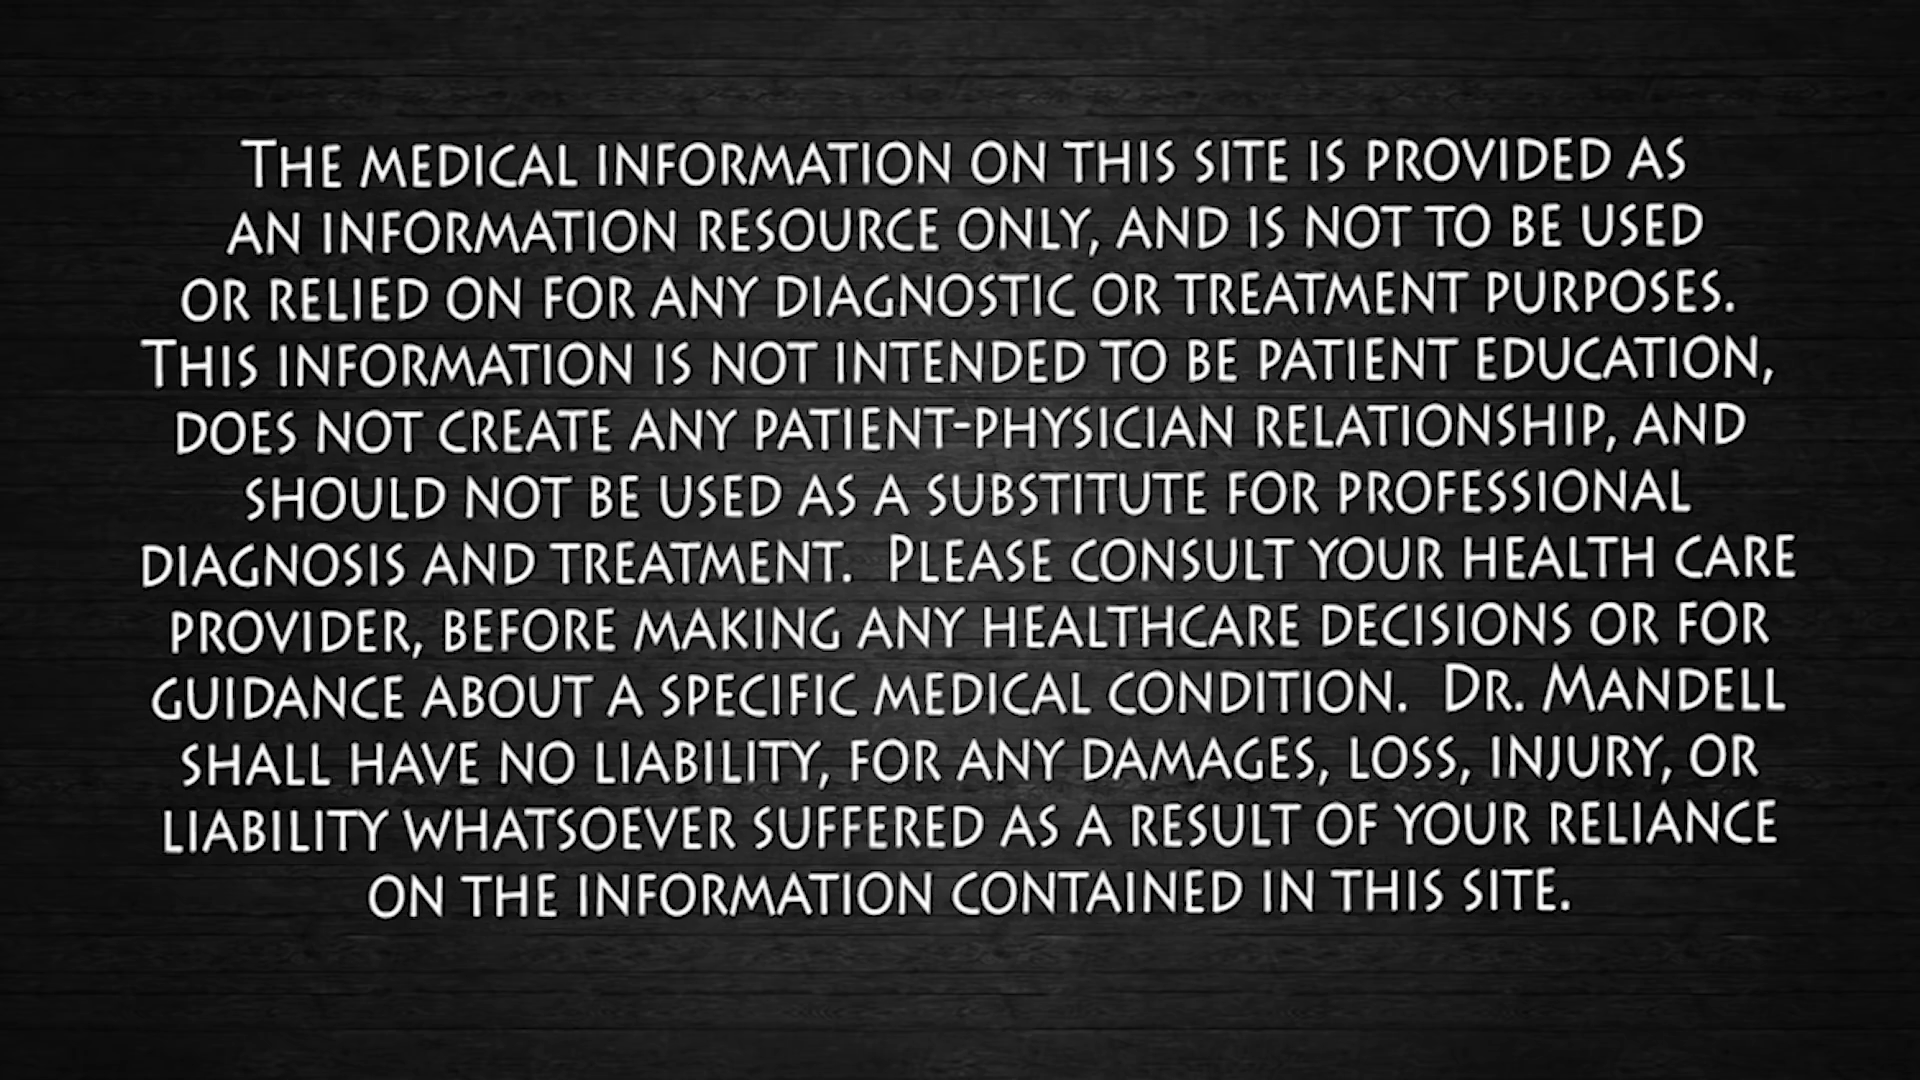 The medical information on this site is provided as
an information resource only, and is not to be used
or relied on for any diagnostic or treatment purposes.
This information is not intended to be patient education,
does not create any patient-physician relationship, and
should not be used as a substitute for professional
diagnosis and treatment.  Please consult your health care
provider, before making any healthcare decisions or for
guidance about a specific medical condition.  Dr. Mandell
shall have no liability, for any damages, loss, injury, or
liability whatsoever suffered as a result of your reliance
on the information contained in this site.